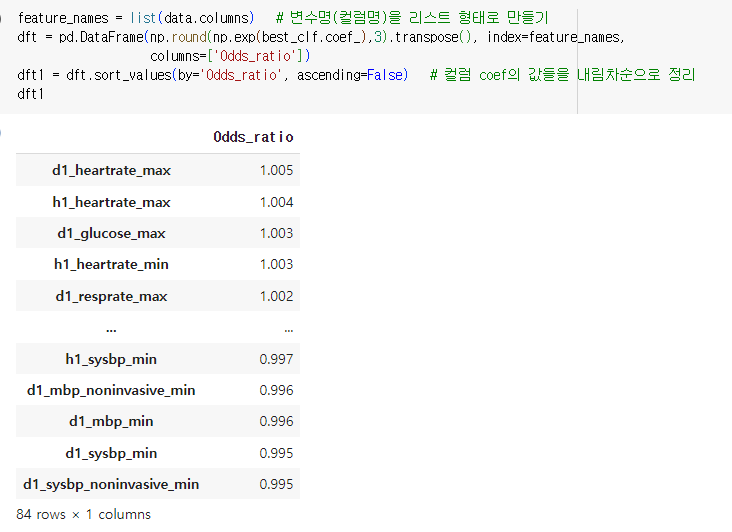 feature_names = list(data.columns)   # 변수명(컬럼명)을 리스트 형태로 만들기
dft = pd.DataFrame(np.round(np.exp(best_clf.coef_),3).transpose(), index=feature_names,
columns=['Odds_ratio'])
dft1 = dft.sort_values(by='Odds_ratio', ascending=False)   # 컬럼 coef의 값들을 내림차순으로 정리
dft1
Odds_ratio
d1_heartrate_max 1.005
h1_heartrate_max 1.004
d1_glucose_max 1.003
h1_heartrate_min 1.003
d1_resprate_max 1.002
... ...
h1_sysbp_min 0.997
d1_mbp_noninvasive_min 0.996
d1_mbp_min 0.996
d1_sysbp_min 0.995
d1_sysbp_noninvasive_min 0.995
84 rows × 1 columns